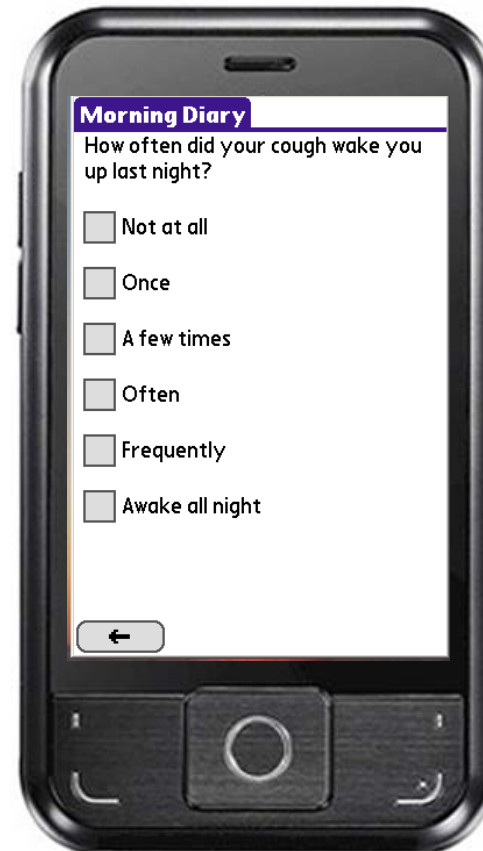 Morning Diary
How often did your cough wake you
up last night?
Not at all
Once
A few times
Often
Frequently
Awake all night